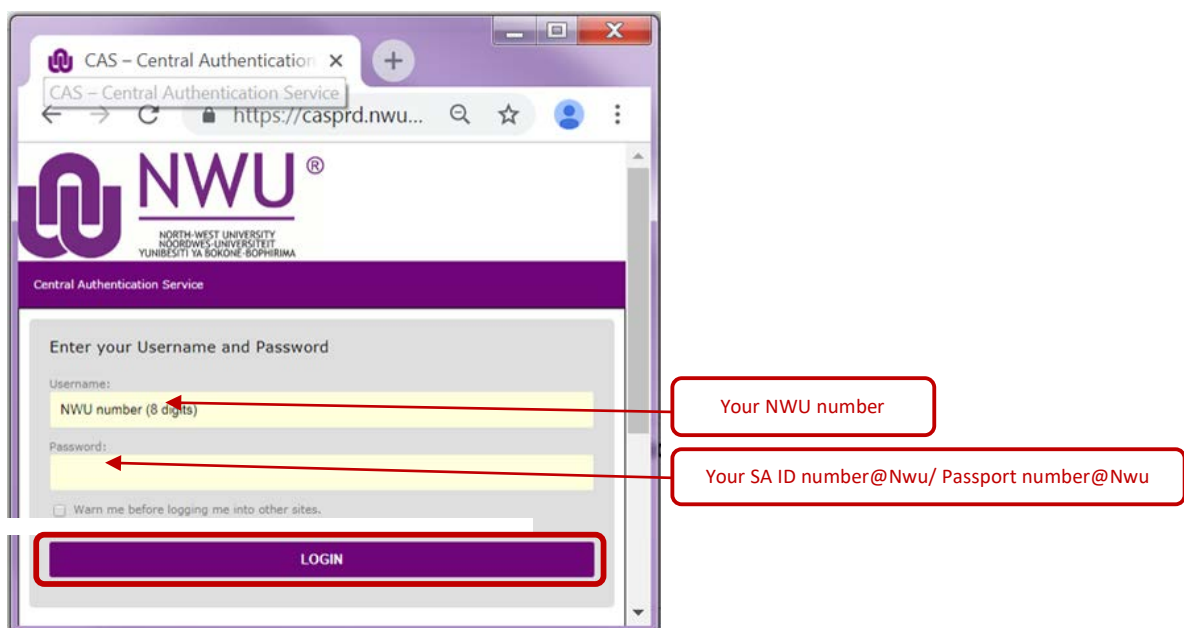 CAS – Central Authentication
CAS – Central Authentication Service
https://casprd.nwu...
NWU®
NORTH-WEST UNIVERSITY
NOORDWES-UNIVERSITEIT
YUNIBESITI YA BOKONE-BOPHIRIMA
Central Authentication Service
Enter your Username and Password
Username:
NWU number (8 digits)
Your NWU number
Password:
Your SA ID number@Nwu/ Passport number@Nwu
Warn me before logging me into other sites.
LOGIN